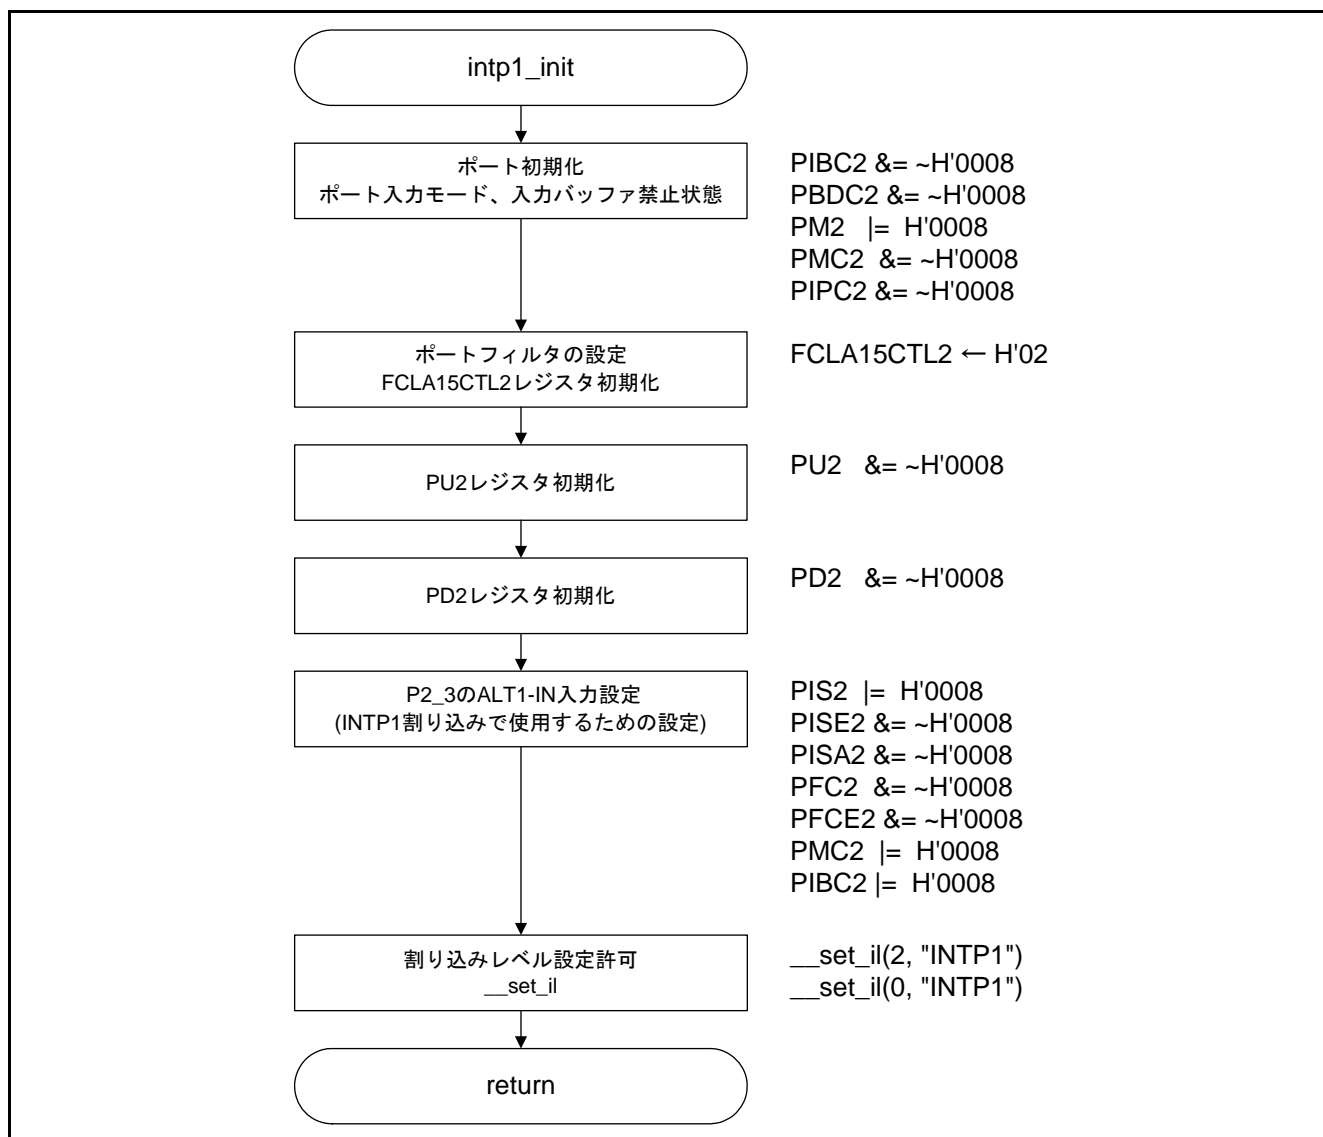 intp1_init
ポート初期化
ポート入力モード、入力バッファ禁止状態
PIBC2 &= ~H'0008
PBDC2 &= ~H'0008
PM2 |= H'0008
PMC2 &= ~H'0008
PIPC2 &= ~H'0008
ポートフィルタの設定
FCLA15CTL2レジスタ初期化
FCLA15CTL2 ← H'02
PU2レジスタ初期化
PU2 &= ~H'0008
PD2レジスタ初期化
PD2 &= ~H'0008
P2_3のALT1-IN入力設定
(INTP1割り込みで使用するための設定)
PIS2 |= H'0008
PISE2 &= ~H'0008
PISA2 &= ~H'0008
PFC2 &= ~H'0008
PFCE2 &= ~H'0008
PMC2 |= H'0008
PIBC2 |= H'0008
割り込みレベル設定許可
__set_il
__set_il(2, "INTP1")
__set_il(0, "INTP1")
return